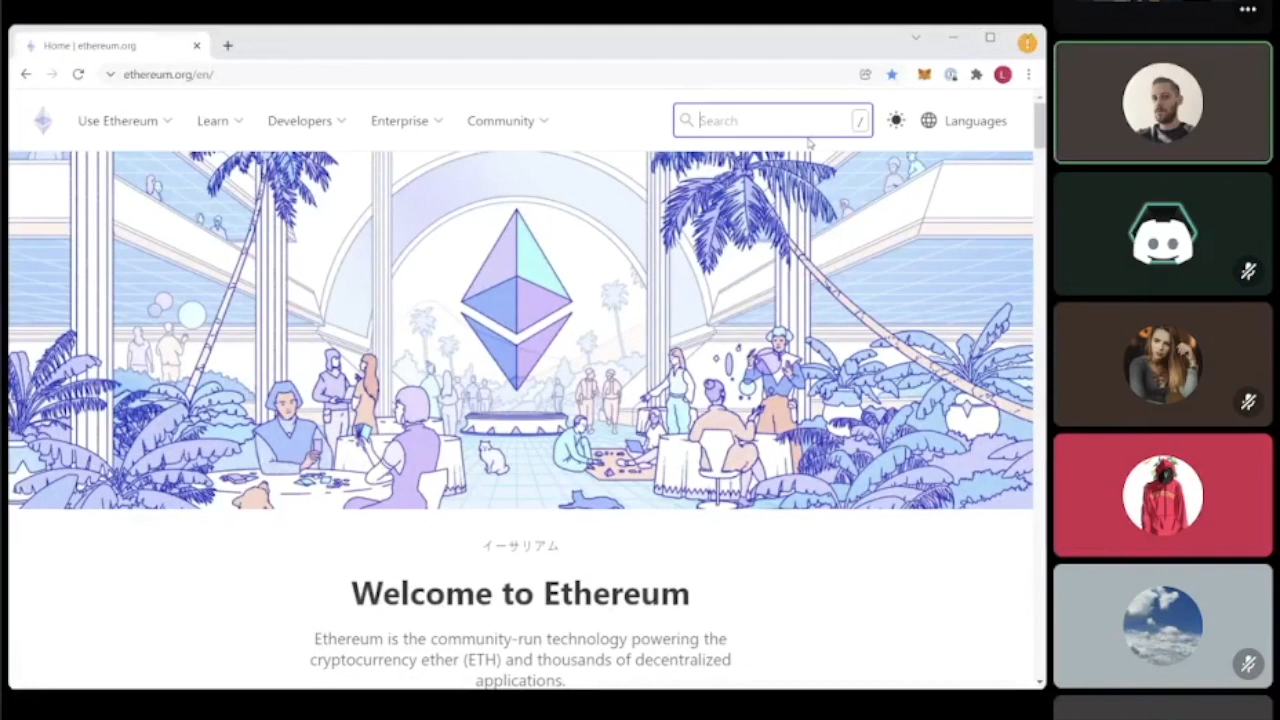 Home | ethereum.org
ethereum.org/en/
L
Use Ethereum
Learn
Developers
Enterprise
Community
Search
/
Languages
イーサリアム
Welcome to Ethereum
Ethereum is the community-run technology powering the
cryptocurrency ether (ETH) and thousands of decentralized
applications.